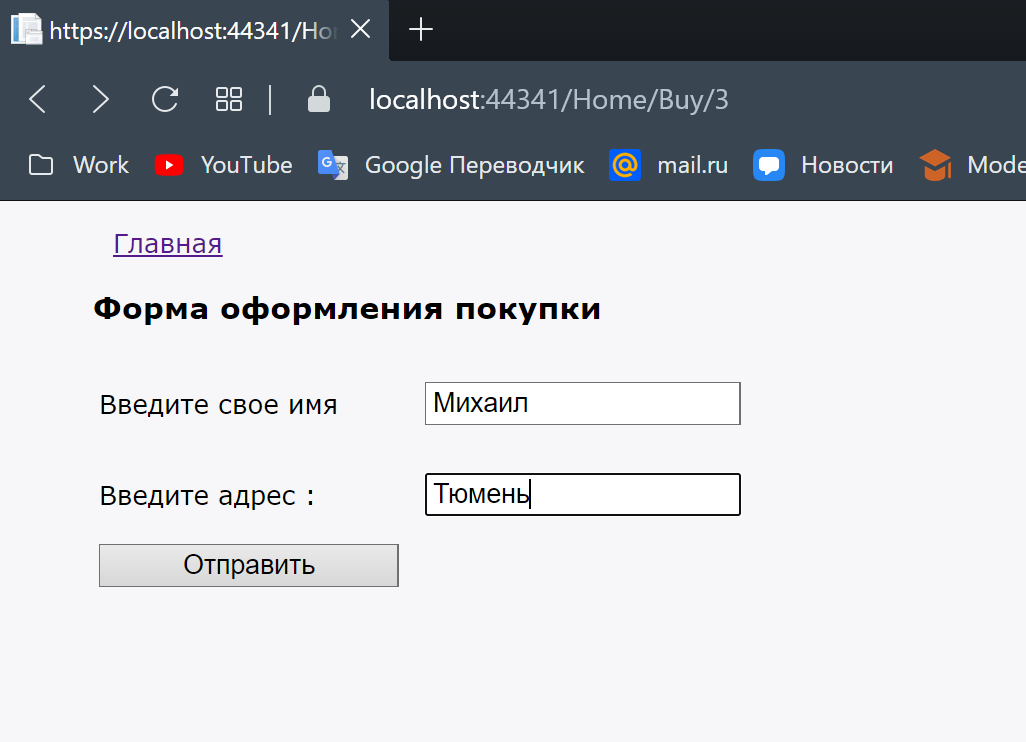 https://localhost:44341/Ho
localhost:44341/Home/Buy/3
Work YouTube Google Переводчик mail.ru Новости Mode
Главная
Форма оформления покупки
Введите свое имя Михаил
Введите адрес : Тюмень
Отправить